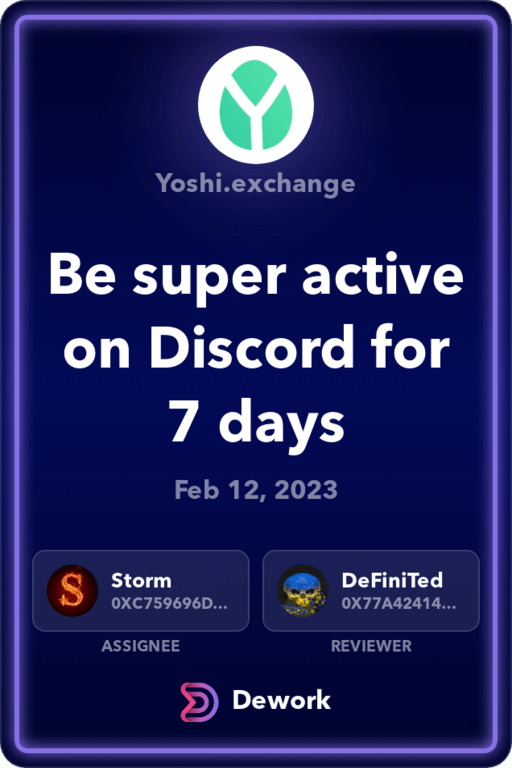 Yoshi.exchange
Be super active
on Discord for
7 days
Feb 12, 2023
S
Storm
0XC759696D...
ASSIGNEE
DeFiniTed
0X77A42414...
REVIEWER
Dework